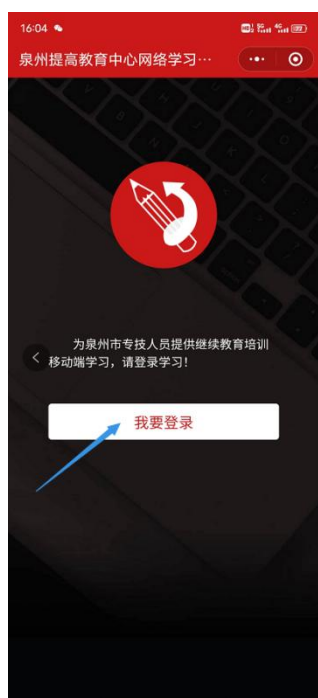 16:04
泉州提高教育中心网络学习…
为泉州市专技人员提供继续教育培训
移动端学习，请登录学习！
我要登录